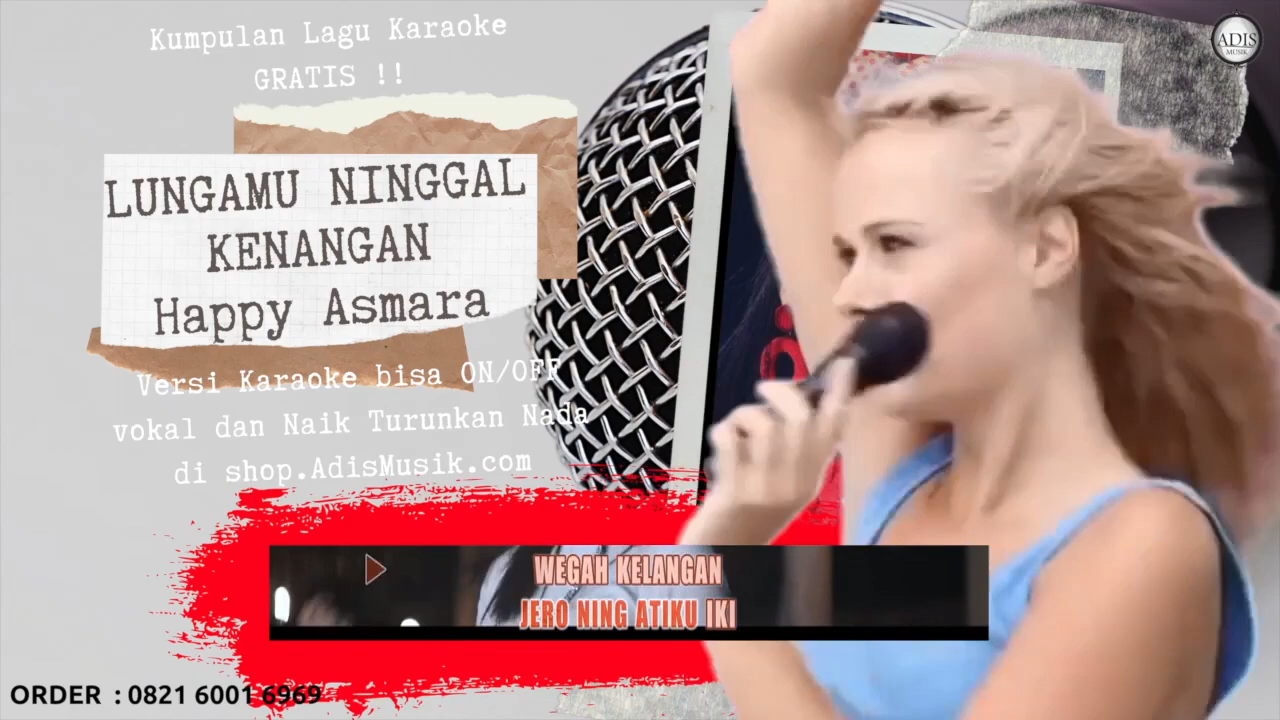 Kumpulan Lagu Karaoke
GRATIS !!
LUNGAMU NINGGAL
KENANGAN
Happy Asmara
Versi Karaoke bisa ON/OFF
vokal dan Naik Turunkan Nada
di shop.AdisMusik.com
WEGAH KELANGAN
JERO NING ATIKU IKI
ORDER : 0821 6001 6969
ADIS
MUSIK